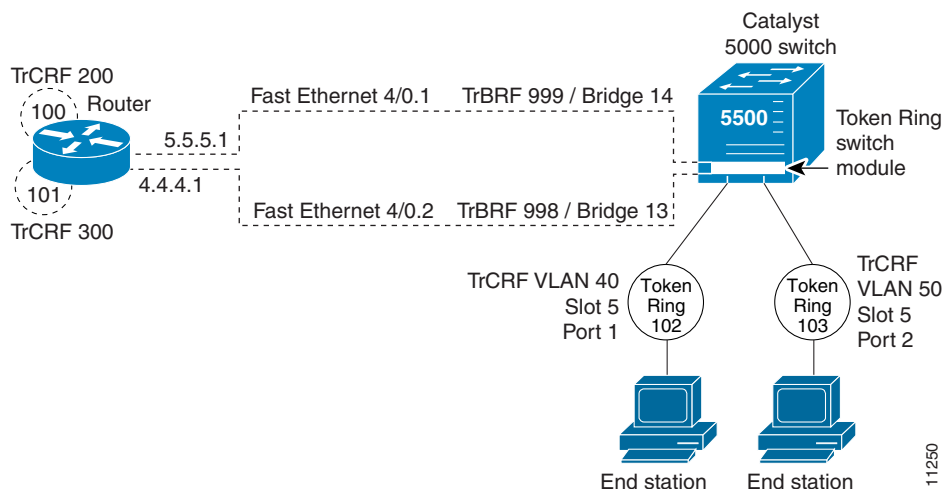 Catalyst
5000 switch
TrCRF 200
100
Router
Fast Ethernet 4/0.1
TrBRF 999 / Bridge 14
5500
Token Ring
switch
module
5.5.5.1
4.4.4.1
101
TrCRF 300
Fast Ethernet 4/0.2
TrBRF 998 / Bridge 13
TrCRF VLAN 40
Slot 5
Port 1
Token
Ring
102
Token
Ring
103
TrCRF
VLAN 50
Slot 5
Port 2
End station
End station
11250